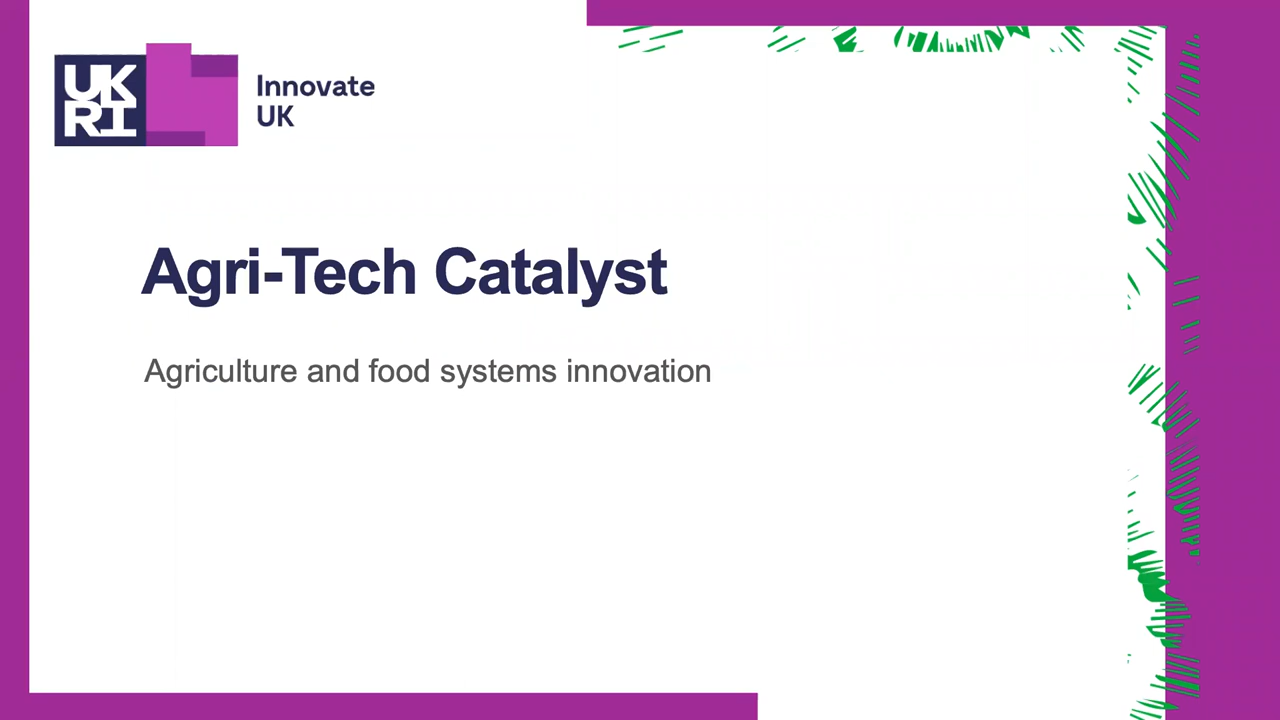 UK
RI
Innovate
UK
Agri-Tech Catalyst
Agriculture and food systems innovation